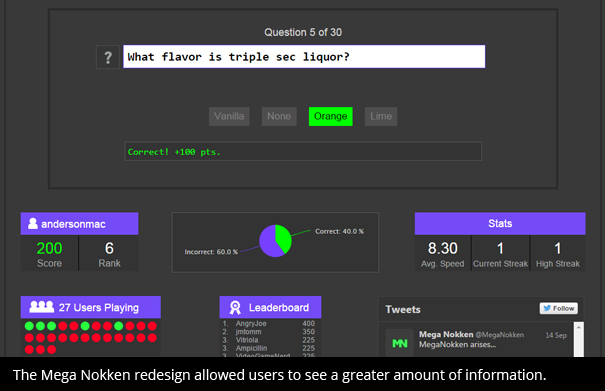 Question 5 of 30
?
What flavor is triple sec liquor?
Vanilla None Orange Lime
Correct! +100 pts.
andersonmac
200
Score
6
Rank
Incorrect: 60.0 %
Correct: 40.0 %
Stats
8.30
Avg. Speed
1
Current Streak
1
High Streak
27 Users Playing
Leaderboard
1. AngryJoe 400
2. jmtomm 350
3. Vitriola 225
4. Ampicillin 225
5. VideoGameNerd 225
Tweets
Follow
MN
Mega Nokken @MegaNokken 14 Sep
MegaNokken arises...
The Mega Nokken redesign allowed users to see a greater amount of information.